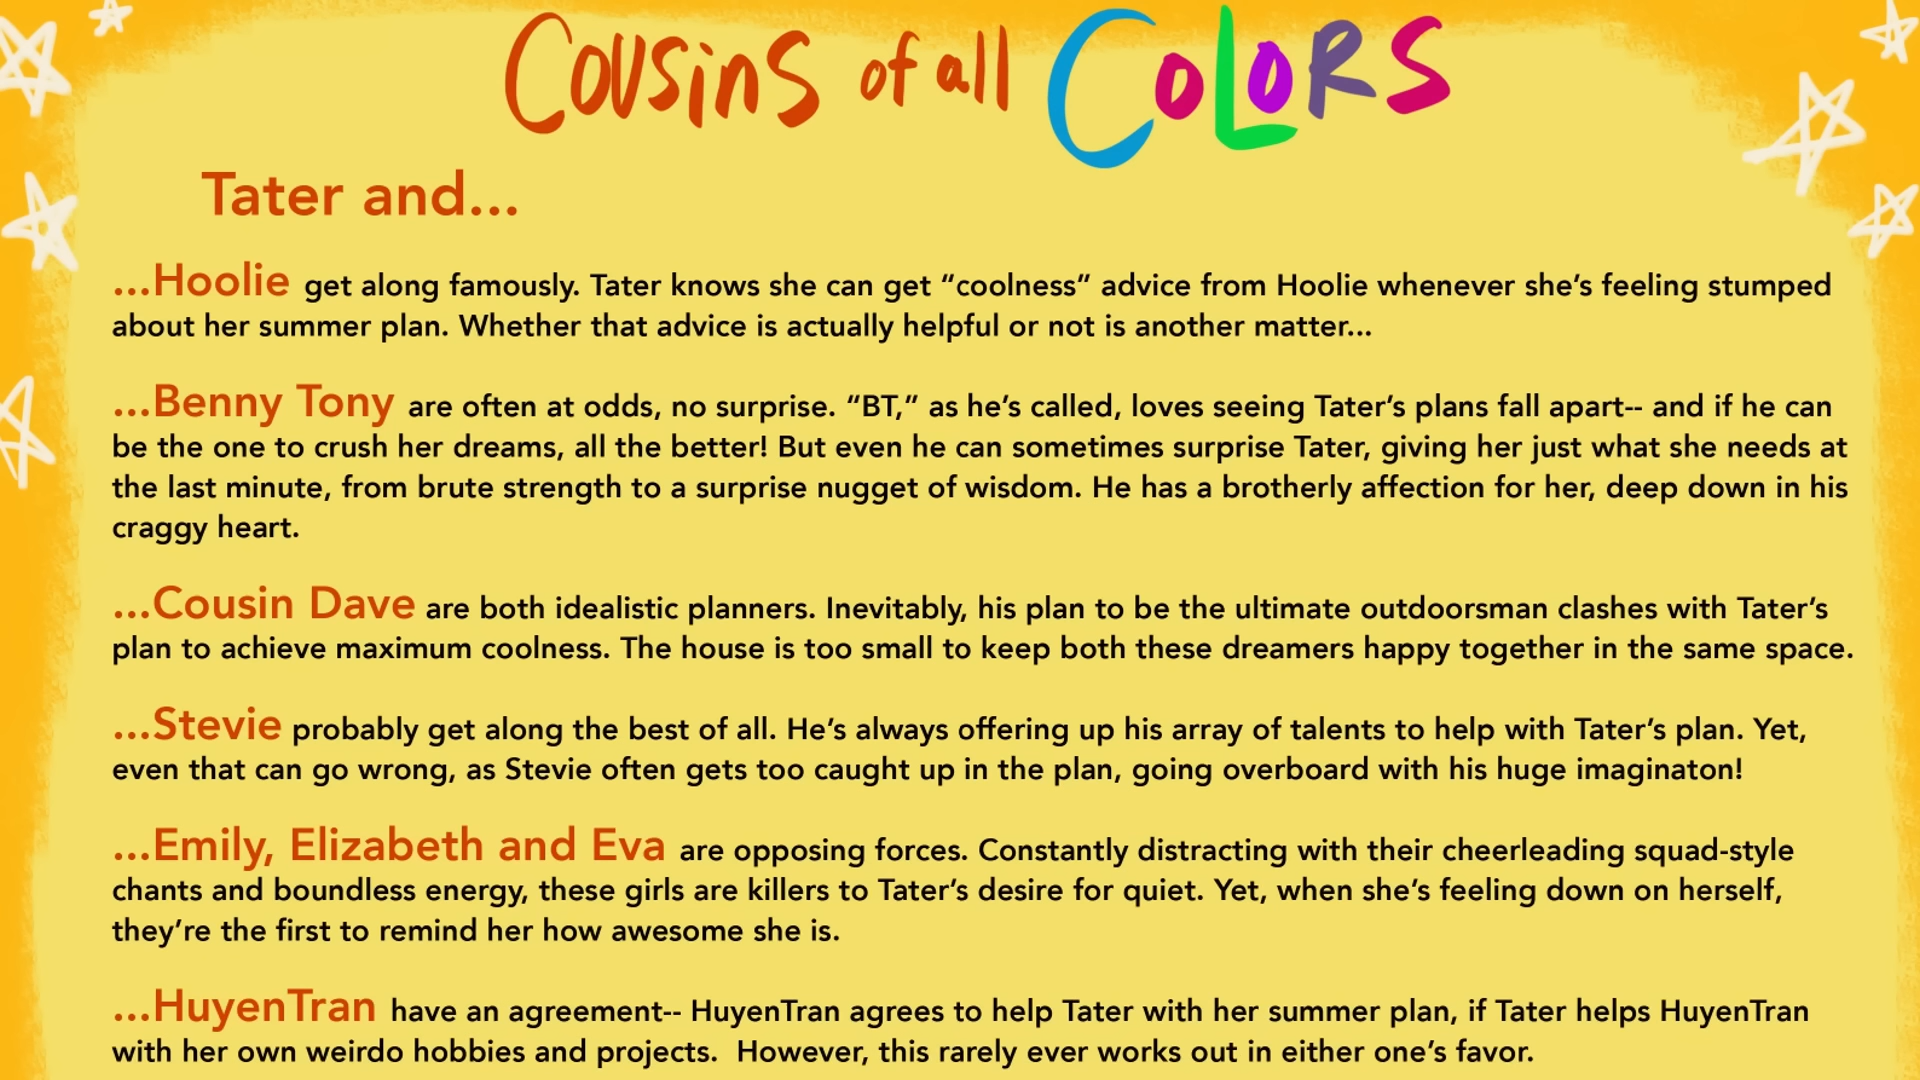 Cousins of all Colors
Tater and...
...Hoolie get along famously. Tater knows she can get “coolness” advice from Hoolie whenever she’s feeling stumped
about her summer plan. Whether that advice is actually helpful or not is another matter...
...Benny Tony are often at odds, no surprise. “BT,” as he’s called, loves seeing Tater’s plans fall apart-- and if he can
be the one to crush her dreams, all the better! But even he can sometimes surprise Tater, giving her just what she needs at
the last minute, from brute strength to a surprise nugget of wisdom. He has a brotherly affection for her, deep down in his
craggy heart.
...Cousin Dave are both idealistic planners. Inevitably, his plan to be the ultimate outdoorsman clashes with Tater’s
plan to achieve maximum coolness. The house is too small to keep both these dreamers happy together in the same space.
...Stevie probably get along the best of all. He’s always offering up his array of talents to help with Tater’s plan. Yet,
even that can go wrong, as Stevie often gets too caught up in the plan, going overboard with his huge imaginaton!
...Emily, Elizabeth and Eva are opposing forces. Constantly distracting with their cheerleading squad-style
chants and boundless energy, these girls are killers to Tater’s desire for quiet. Yet, when she’s feeling down on herself,
they’re the first to remind her how awesome she is.
...HuyenTran have an agreement-- HuyenTran agrees to help Tater with her summer plan, if Tater helps HuyenTran
with her own weirdo hobbies and projects.  However, this rarely ever works out in either one’s favor.